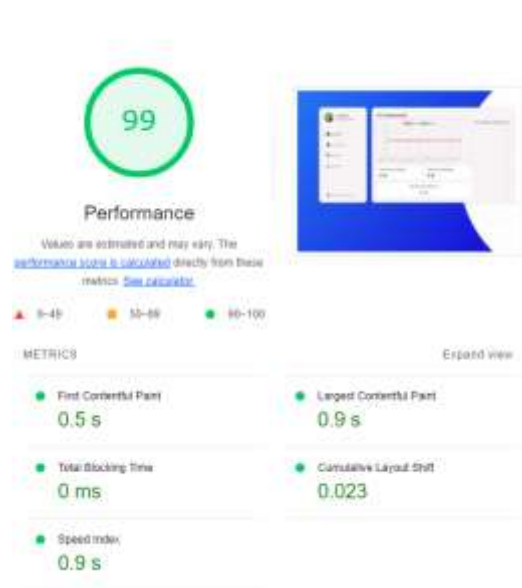 99
Performance
Values are estimated and may vary. The
performance score is calculated directly from these
metrics. See calculator.
0–49 50–89 90–100
METRICS Expand view
First Contentful Paint
0.5 s
Largest Contentful Paint
0.9 s
Total Blocking Time
0 ms
Cumulative Layout Shift
0.023
Speed Index
0.9 s